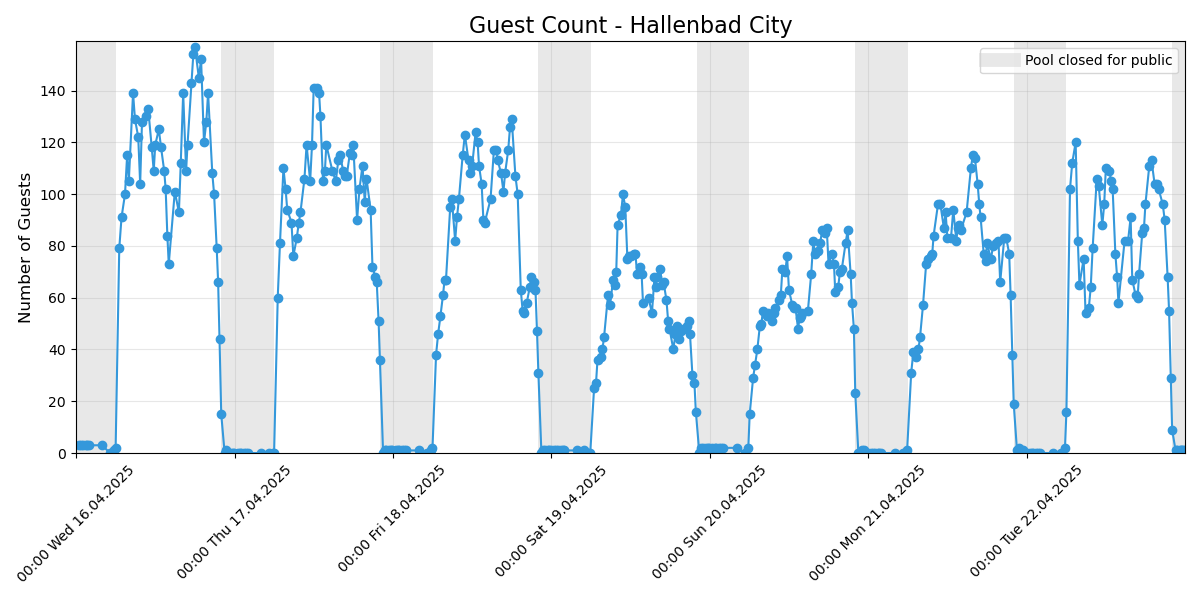 Guest Count - Hallenbad City
Pool closed for public
Number of Guests
140
120
100
80
60
40
20
0
00:00 Wed 16.04.2025
00:00 Thu 17.04.2025
00:00 Fri 18.04.2025
00:00 Sat 19.04.2025
00:00 Sun 20.04.2025
00:00 Mon 21.04.2025
00:00 Tue 22.04.2025